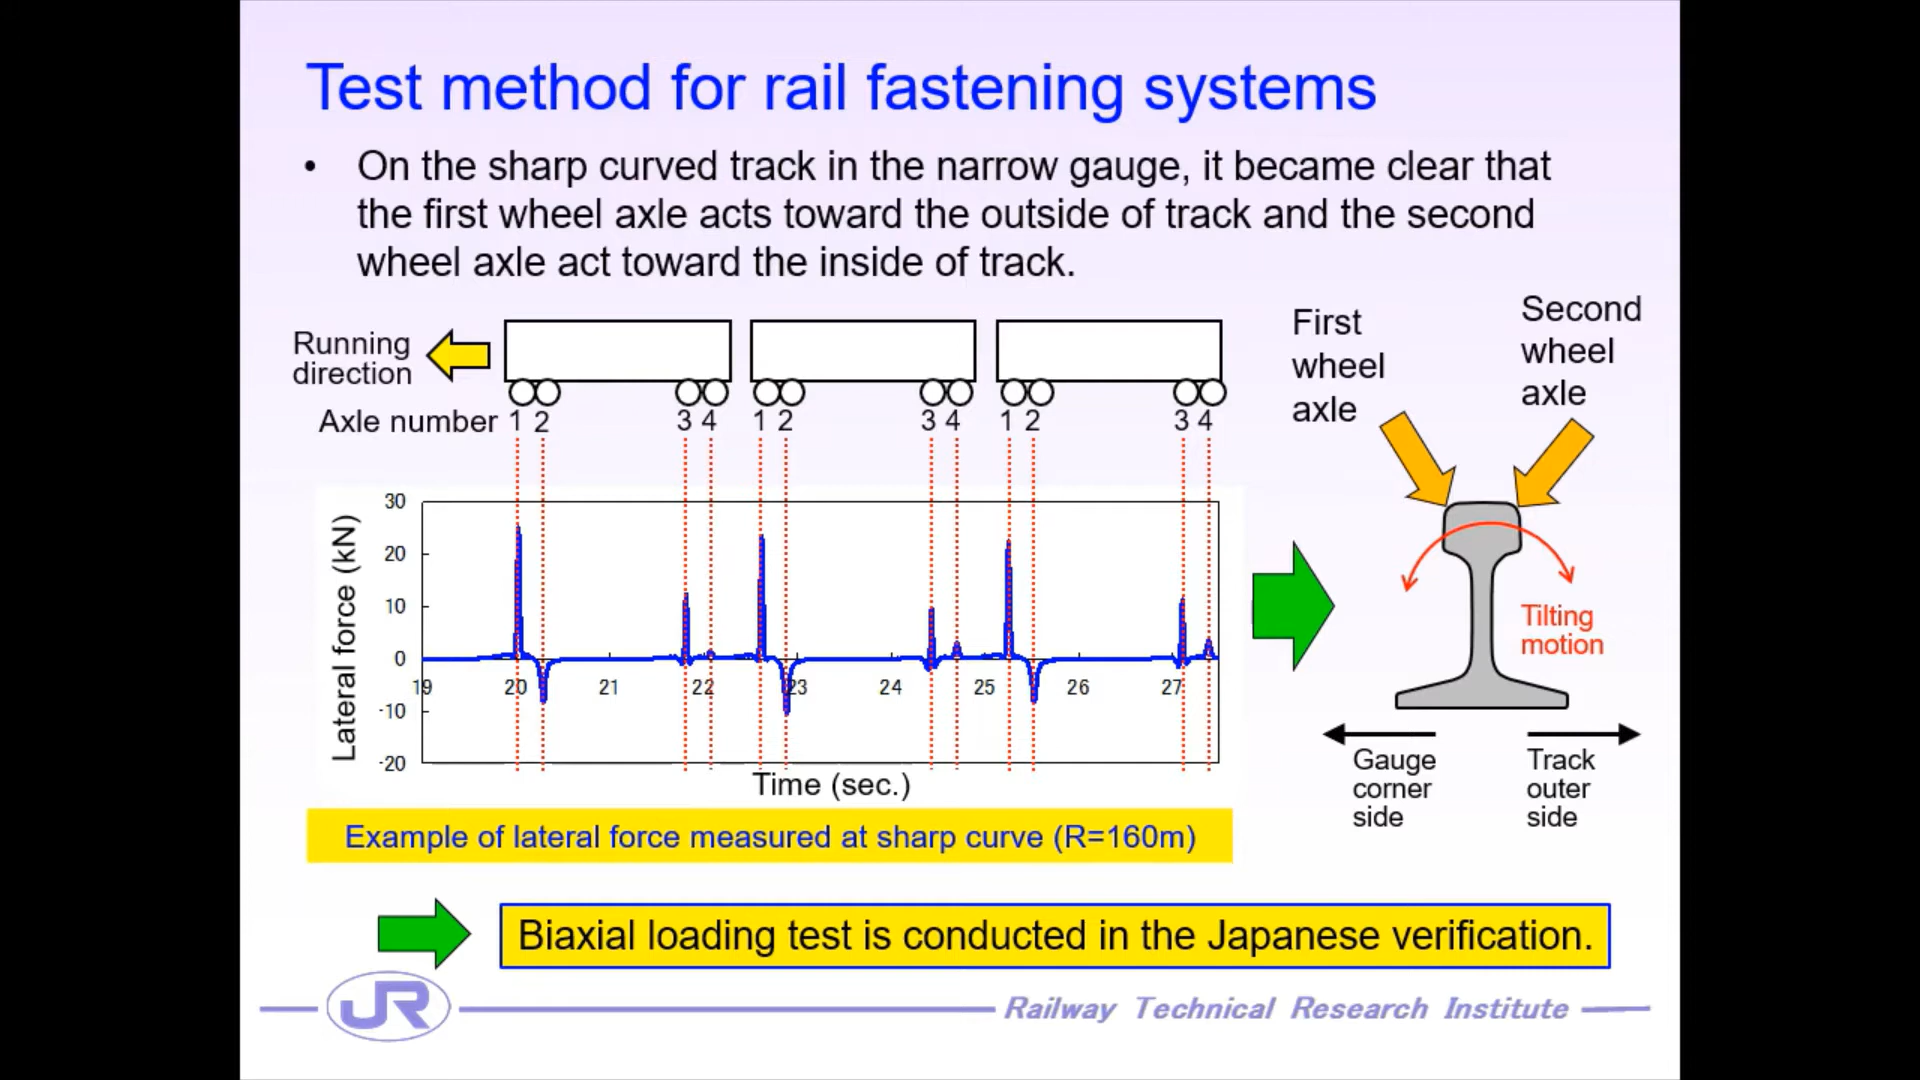 Test method for rail fastening systems
• On the sharp curved track in the narrow gauge, it became clear that
the first wheel axle acts toward the outside of track and the second
wheel axle act toward the inside of track.
Running
direction
Axle number 1 2 3 4 1 2 3 4 1 2 3 4
Lateral force (kN)
30
20
10
0
-10
-20
19 20 21 22 23 24 25 26 27
Time (sec.)
Example of lateral force measured at sharp curve (R=160m)
First
wheel
axle
Second
wheel
axle
Tilting
motion
Gauge
corner
side
Track
outer
side
Biaxial loading test is conducted in the Japanese verification.
JR
Railway Technical Research Institute